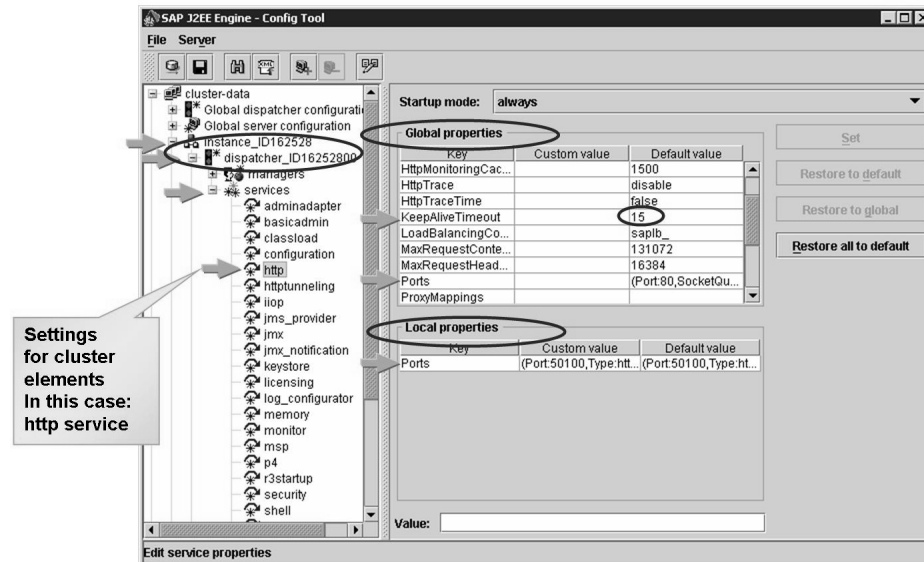 SAP J2EE Engine - Config Tool
File Server
cluster-data
Global dispatcher configurati
Global server configuration
Instance_ID162528
dispatcher_ID16252800
managers
services
adminadapter
basicadmin
classload
configuration
http
httptunneling
iiop
jms_provider
jmx
jmx_notification
keystore
licensing
log_configurator
memory
monitor
msp
p4
r3startup
security
shell
Settings
for cluster
elements
In this case:
http service
Startup mode: always
Global properties
Key Custom value Default value
HttpMonitoringCac... 1500
HttpTrace disable
HttpTraceTime false
KeepAliveTimeout 15
LoadBalancingCo... saplb_
MaxRequestConte... 131072
MaxRequestHead... 16384
Ports (Port:80,SocketQu...
ProxyMappings
Local properties
Key Custom value Default value
Ports (Port:50100,Type:htt... (Port:50100,Type:ht...
Value:
Set
Restore to default
Restore to global
Restore all to default
Edit service properties